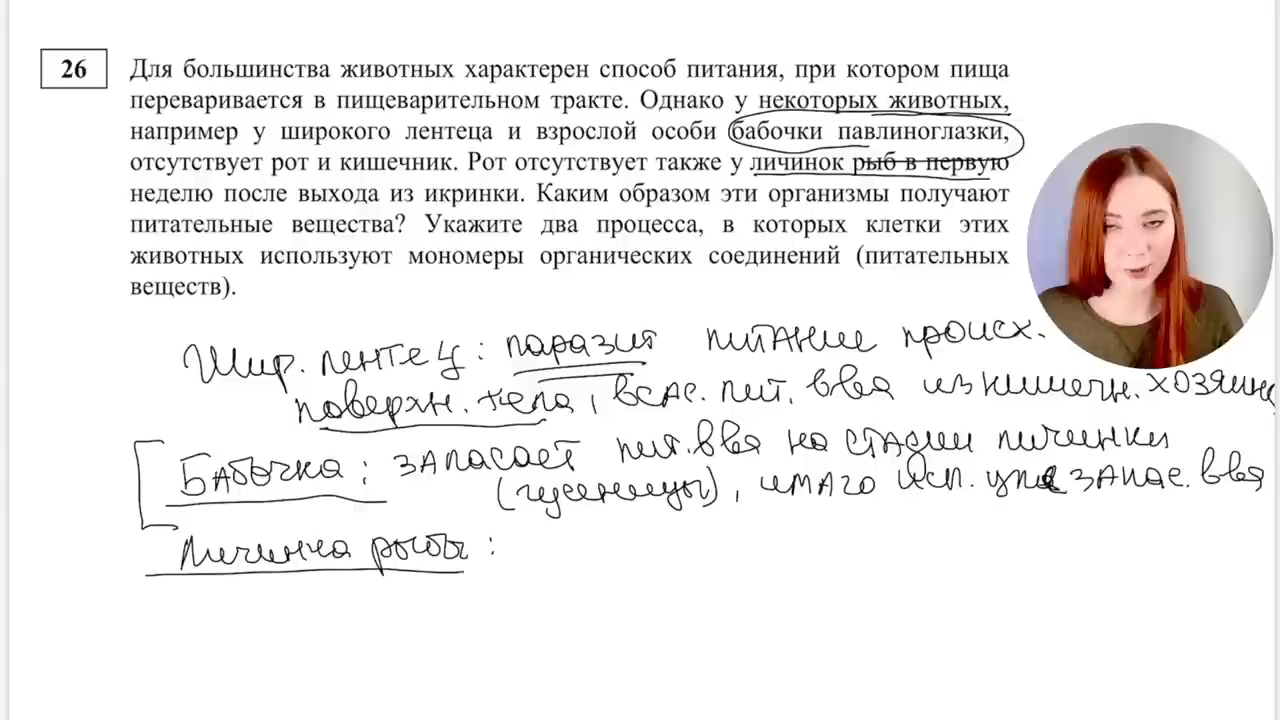 26
Для большинства животных характерен способ питания, при котором пища
переваривается в пищеварительном тракте. Однако у некоторых животных,
например у широкого лентеца и взрослой особи бабочки павлиноглазки,
отсутствует рот и кишечник. Рот отсутствует также у личинок рыб в первую
неделю после выхода из икринки. Каким образом эти организмы получают
питательные вещества? Укажите два процесса, в которых клетки этих
животных используют мономеры органических соединений (питательных
веществ).
Шир. лентец: паразит питание происх.
поверхн. тела, всас. пит. в-ва из кишечн. хозяина
Бабочка: запасает пит. в-ва на стадии личинки
(гусеницы), имаго исп. запас. в-ва
Личинка рыбы: